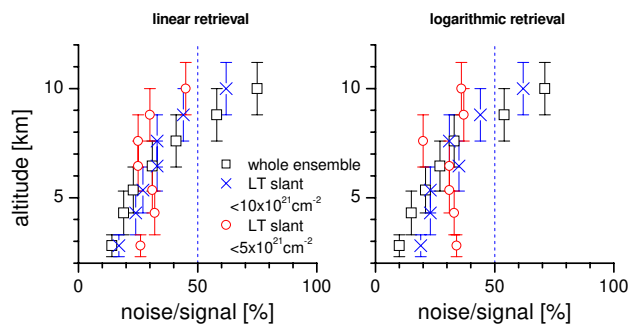 linear retrieval
logarithmic retrieval
altitude [km]
10
5
10
5
whole ensemble
LT slant
<10x10²¹cm⁻²
LT slant
<5x10²¹cm⁻²
0
50
100
0
50
100
noise/signal [%]
noise/signal [%]